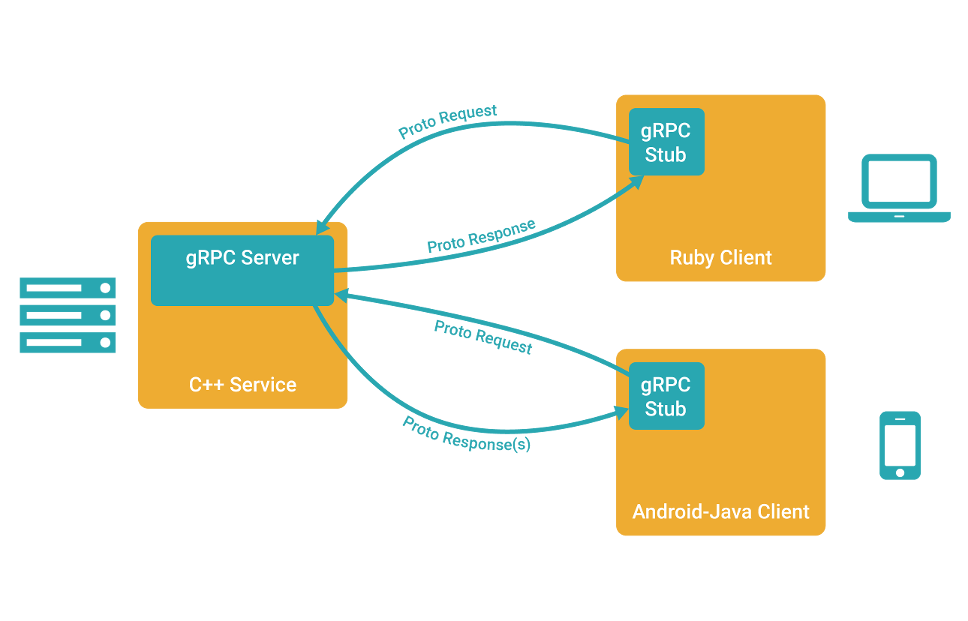 Proto Request
gRPC
Stub
Ruby Client
Proto Response
gRPC Server
C++ Service
Proto Request
gRPC
Stub
Proto Response(s)
Android-Java Client